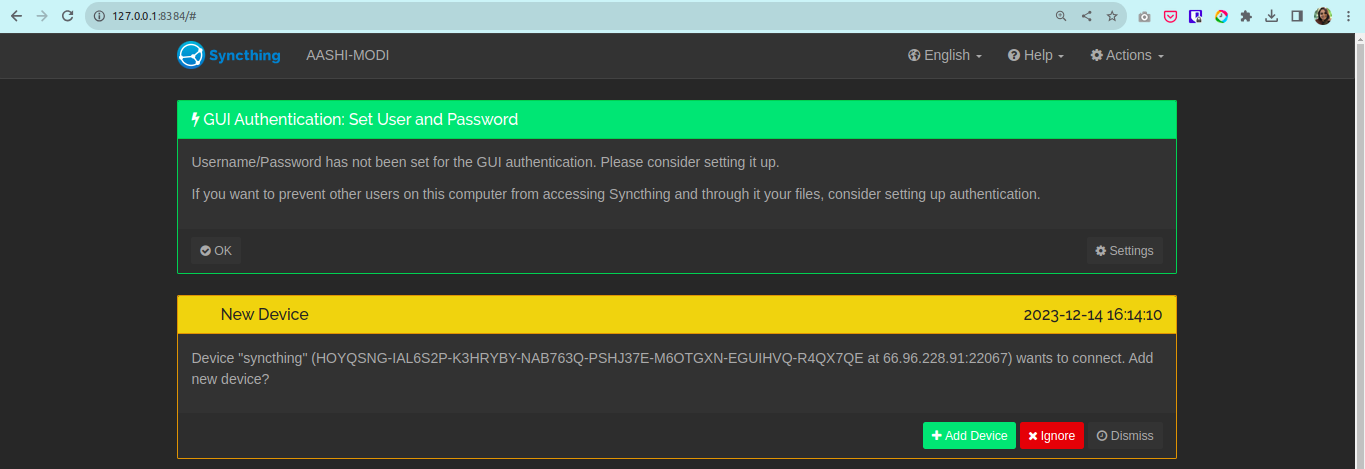 127.0.0.1:8384/#
Syncthing AASHI-MODI English Help Actions
GUI Authentication: Set User and Password
Username/Password has not been set for the GUI authentication. Please consider setting it up.
If you want to prevent other users on this computer from accessing Syncthing and through it your files, consider setting up authentication.
OK Settings
New Device 2023-12-14 16:14:10
Device "syncthing" (HOYQSNG-IAL6S2P-K3HRYBY-NAB763Q-PSHJ37E-M6OTGXN-EGUIHVQ-R4QX7QE at 66.96.228.91:22067) wants to connect. Add
new device?
Add Device Ignore Dismiss